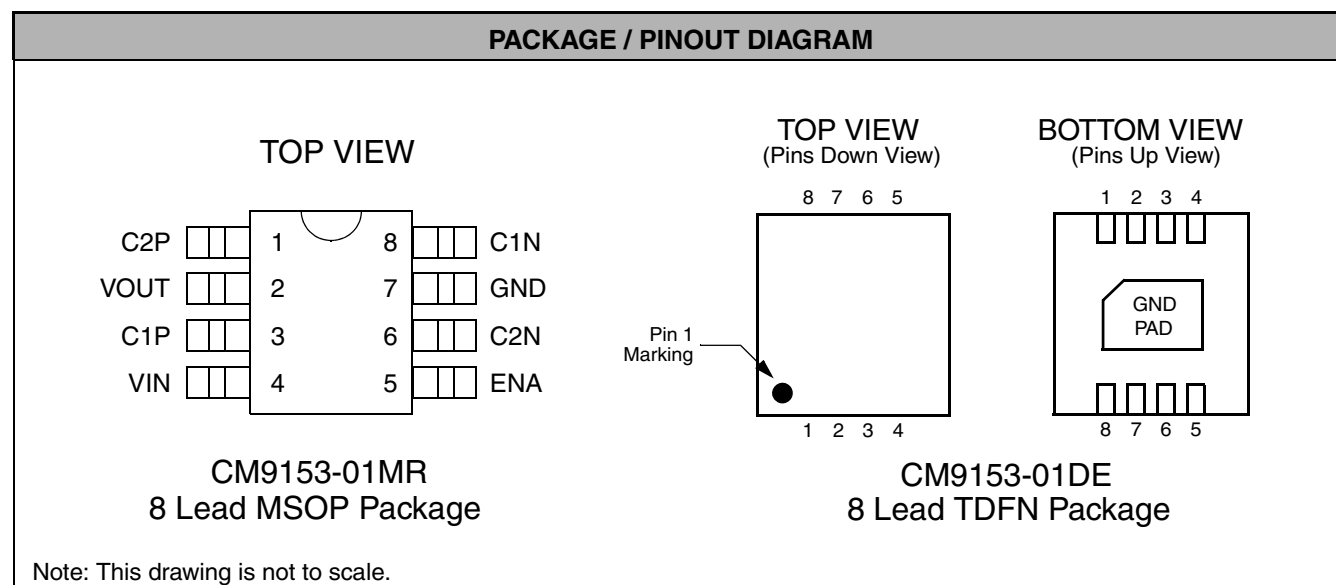 PACKAGE / PINOUT DIAGRAM
TOP VIEW
C2P 1 8 C1N
VOUT 2 7 GND
C1P 3 6 C2N
VIN 4 5 ENA
CM9153-01MR
8 Lead MSOP Package
TOP VIEW
(Pins Down View)
8 7 6 5
Pin 1
Marking
1 2 3 4
BOTTOM VIEW
(Pins Up View)
1 2 3 4
GND
PAD
8 7 6 5
CM9153-01DE
8 Lead TDFN Package
Note: This drawing is not to scale.